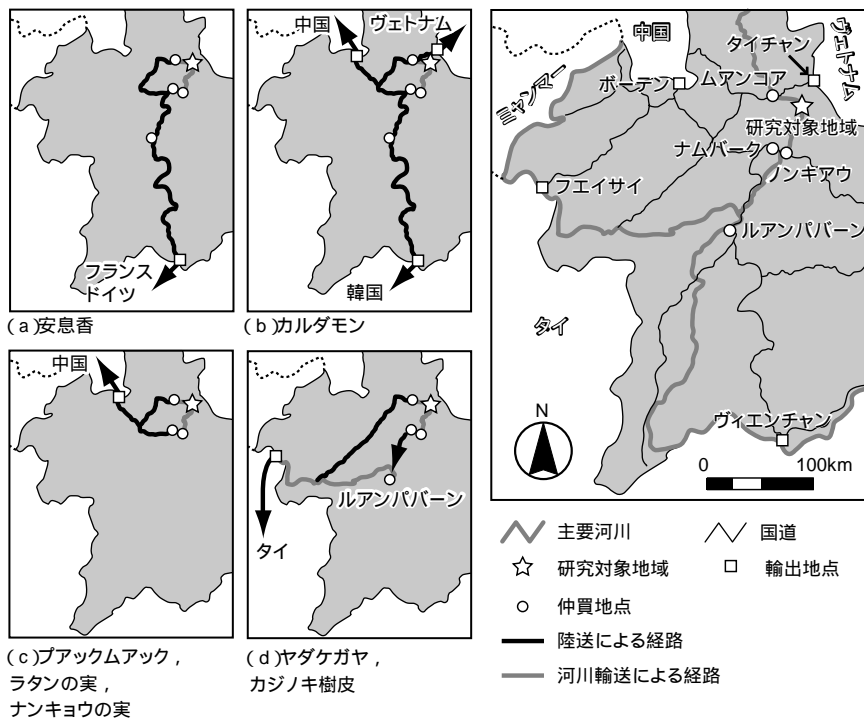 フランス
ドイツ
(a)安息香
中国
ヴェトナム
韓国
(b)カルダモン
中国
(c)プアックムアック，
ラタンの実，
ナンキョウの実
ルアンパバーン
タイ
(d)ヤダケガヤ，
カジノキ樹皮
中国
ヴェトナム
タイチャン
ミャンマー
ボーテン
ムアンコア
研究対象地域
ナムバーク
ノンキアウ
フエイサイ
ルアンパバーン
タイ
ヴィエンチャン
N
0 100km
主要河川 国道
研究対象地域 輸出地点
仲買地点
陸送による経路
河川輸送による経路